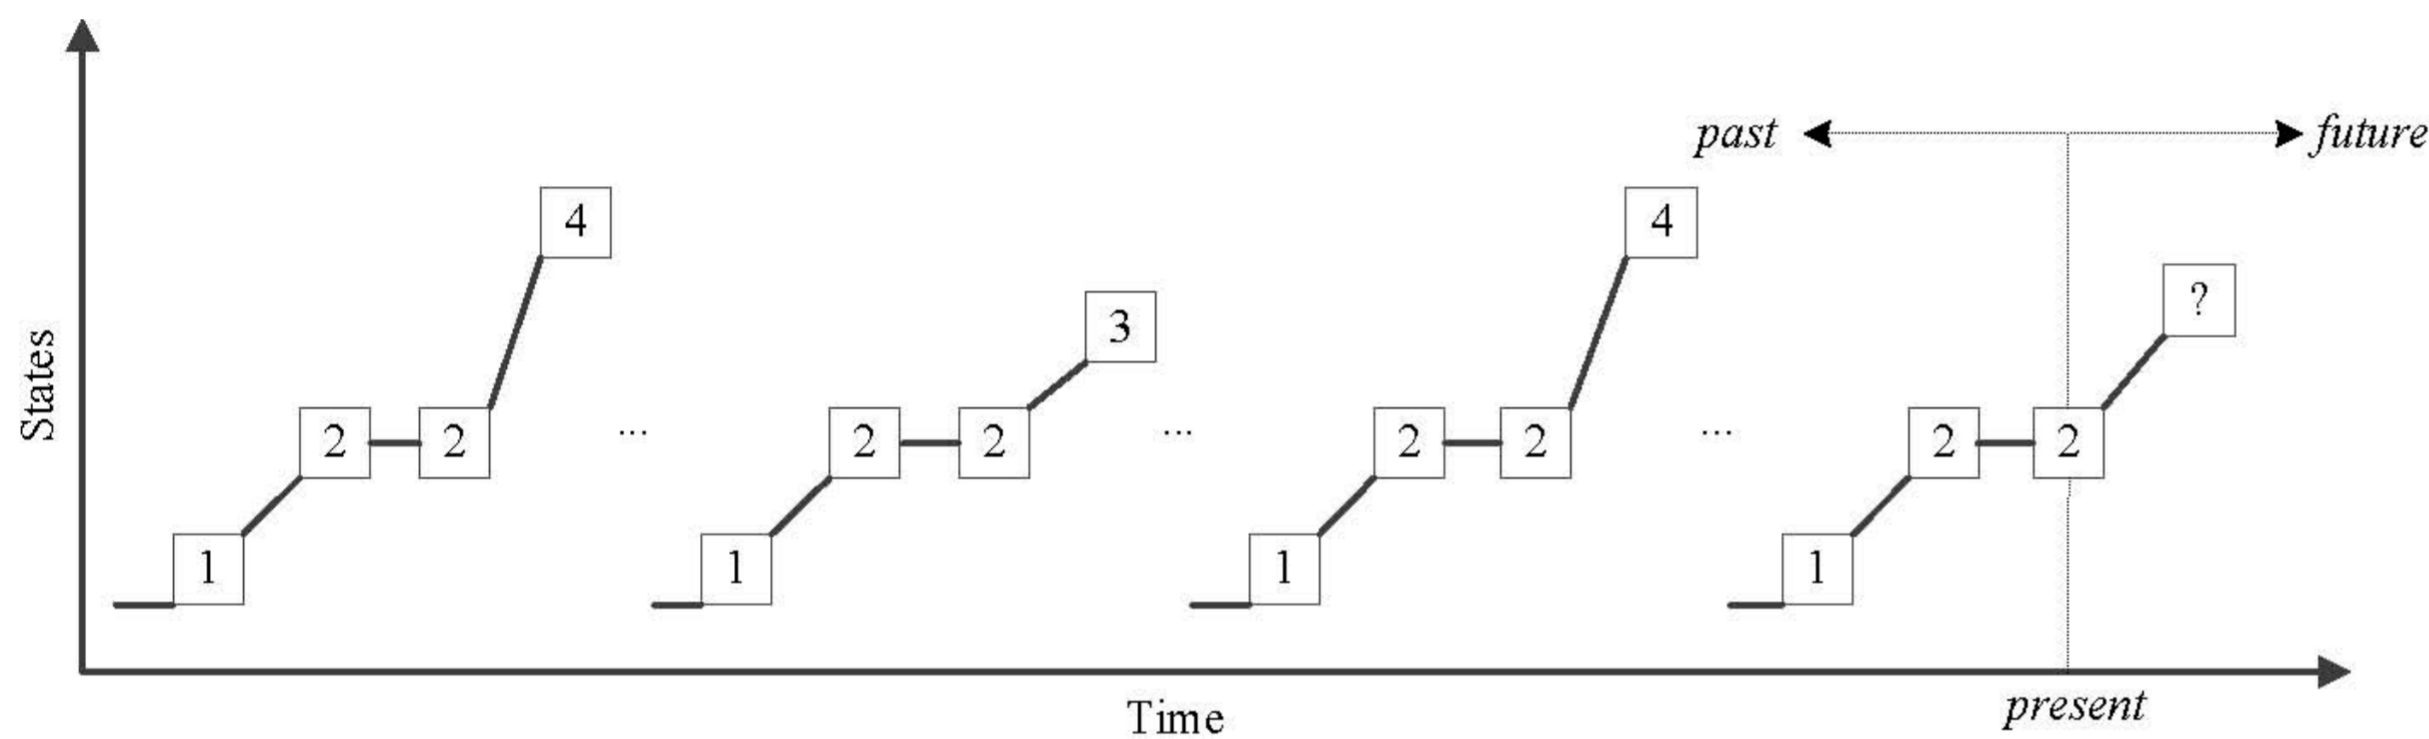 past future
4 4
?
3
States
2 2 ... 2 2 ... 2 2 ... 2 2
1 1 1 1
present
Time